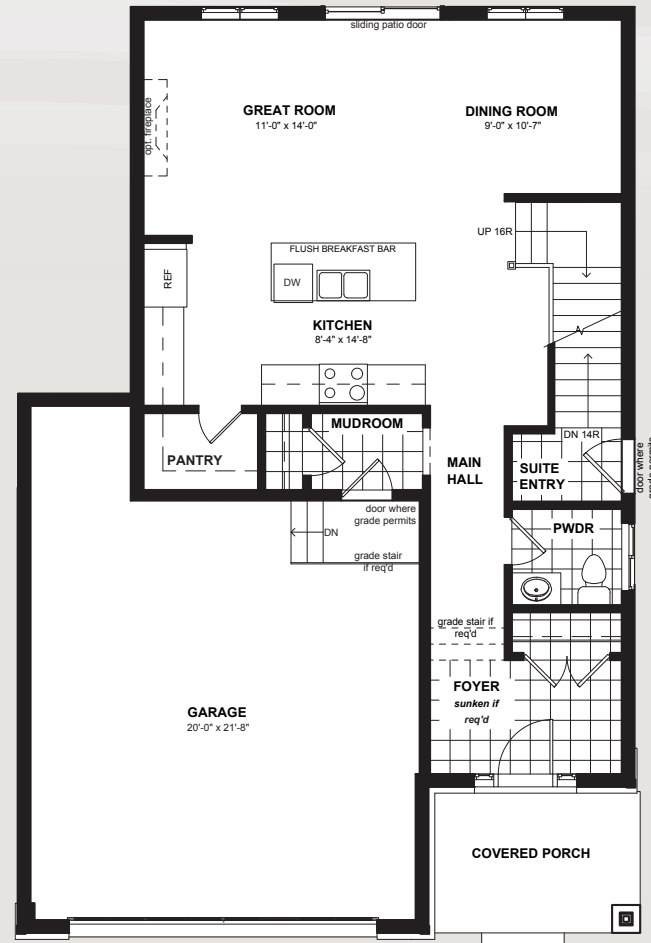 sliding patio door
GREAT ROOM
11'-0" x 14'-0"
DINING ROOM
9'-0" x 10'-7"
opt. fireplace
UP 16R
FLUSH BREAKFAST BAR
REF
DW
KITCHEN
8'-4" x 14'-8"
MUDROOM
PANTRY
MAIN
HALL
DN 14R
SUITE
ENTRY
door where
grade permits
door where
grade permits
DN
grade stair
if req'd
PWDR
grade stair if
req'd
FOYER
sunken if
req'd
GARAGE
20'-0" x 21'-8"
COVERED PORCH